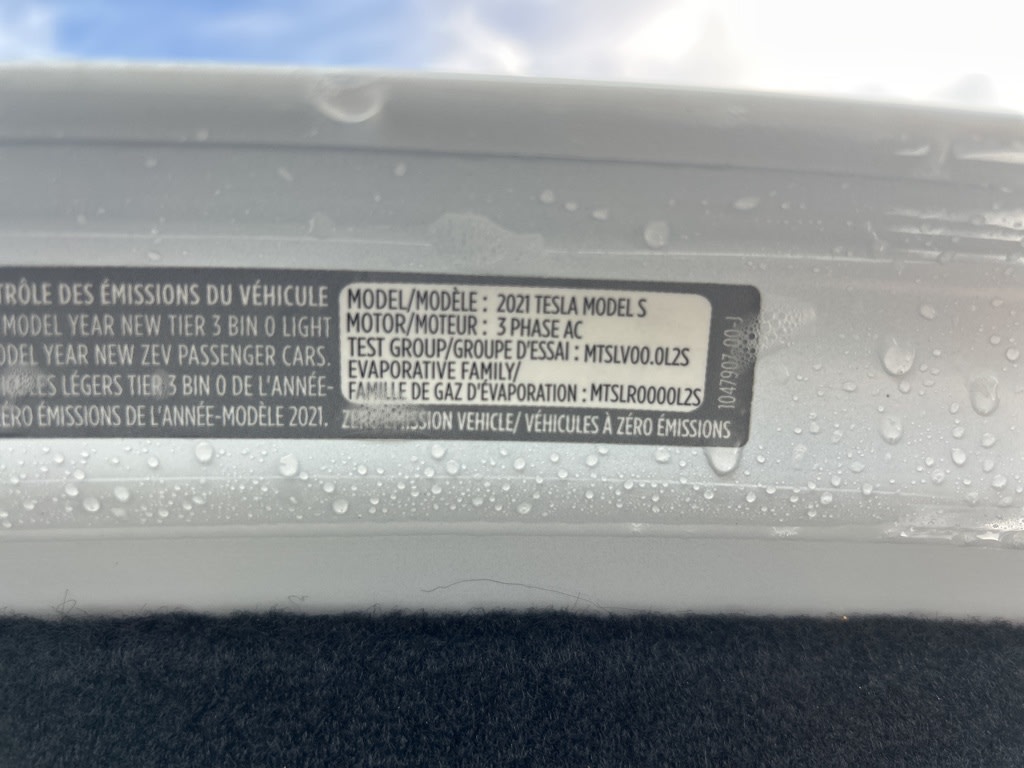 TRÔLE DES ÉMISSIONS DU VÉHICULE
MODEL YEAR NEW TIER 3 BIN 0 LIGHT
ODEL YEAR NEW ZEV PASSENGER CARS.
LÉGERS TIER 3 BIN 0 DE L'ANNÉE-
ÉRO ÉMISSIONS DE L'ANNÉE-MODÈLE 2021.
MODEL/MODÈLE : 2021 TESLA MODEL S
MOTOR/MOTEUR : 3 PHASE AC
TEST GROUP/GROUPE D'ESSAI : MTSLV00.0L2S
EVAPORATIVE FAMILY/
FAMILLE DE GAZ D'ÉVAPORATION : MTSLR0000L2S
ZERO-EMISSION VEHICLE/ VÉHICULES À ZÉRO ÉMISSIONS
1047907-00-J